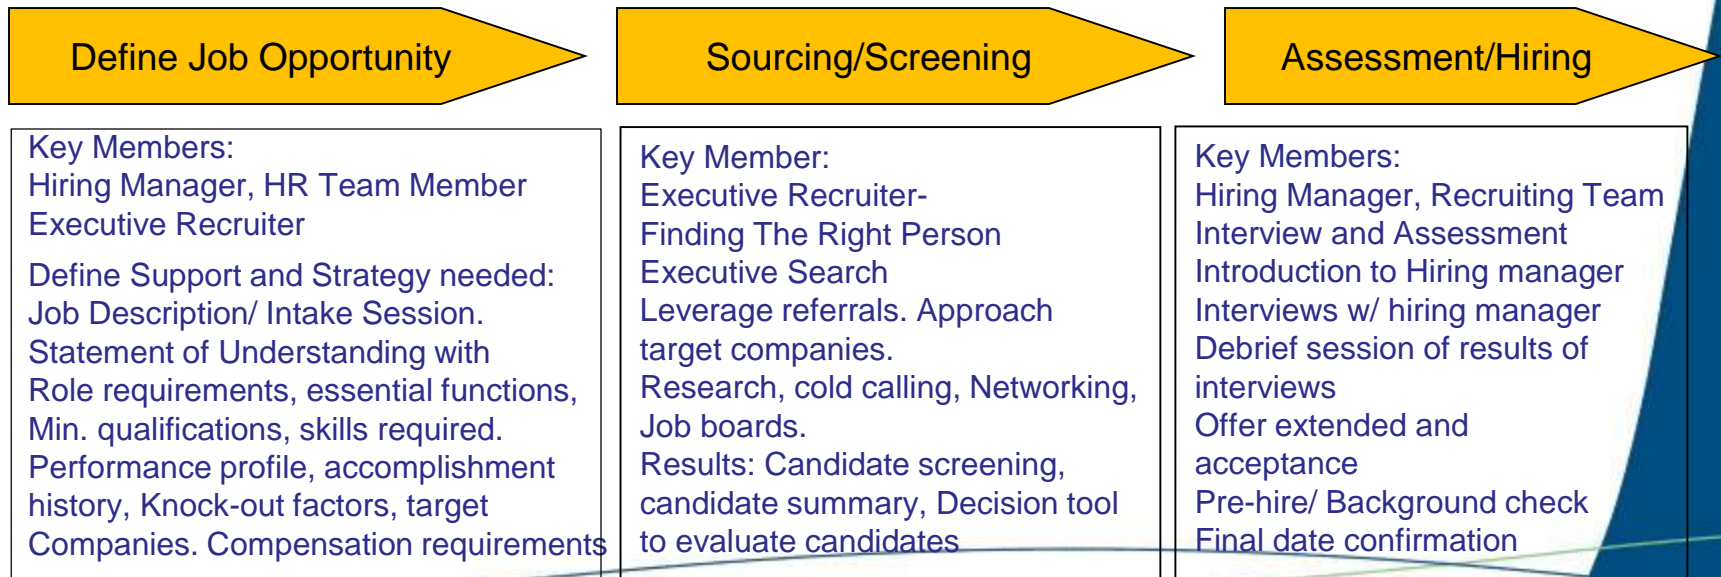 Define Job Opportunity
Sourcing/Screening
Assessment/Hiring
Key Members:
Hiring Manager, HR Team Member
Executive Recruiter
Define Support and Strategy needed:
Job Description/ Intake Session.
Statement of Understanding with
Role requirements, essential functions,
Min. qualifications, skills required.
Performance profile, accomplishment
history, Knock-out factors, target
Companies. Compensation requirements
Key Member:
Executive Recruiter-
Finding The Right Person
Executive Search
Leverage referrals. Approach
target companies.
Research, cold calling, Networking,
Job boards.
Results: Candidate screening,
candidate summary, Decision tool
to evaluate candidates
Key Members:
Hiring Manager, Recruiting Team
Interview and Assessment
Introduction to Hiring manager
Interviews w/ hiring manager
Debrief session of results of
interviews
Offer extended and
acceptance
Pre-hire/ Background check
Final date confirmation